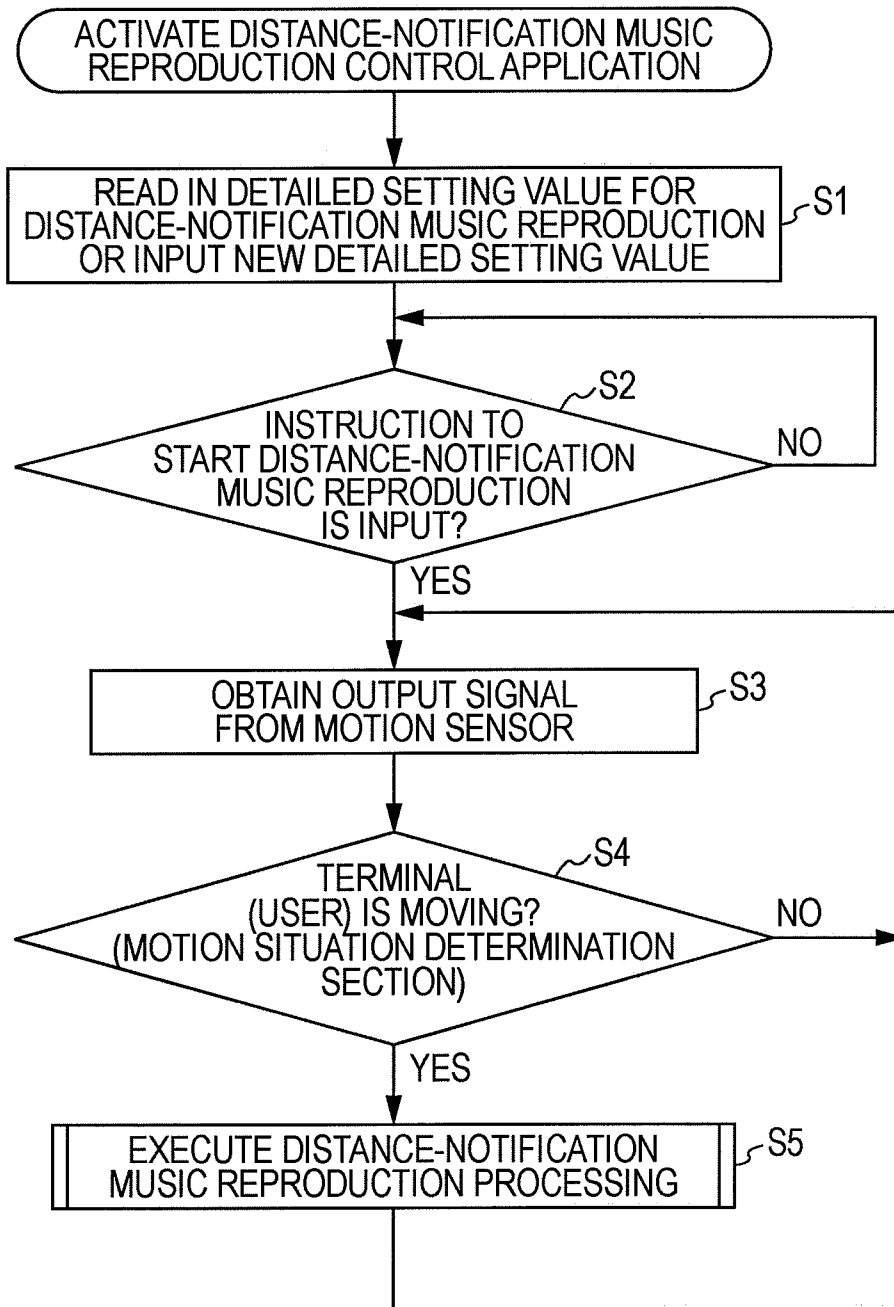 ACTIVATE DISTANCE-NOTIFICATION MUSIC
REPRODUCTION CONTROL APPLICATION
READ IN DETAILED SETTING VALUE FOR
DISTANCE-NOTIFICATION MUSIC REPRODUCTION
OR INPUT NEW DETAILED SETTING VALUE
S1
S2
INSTRUCTION TO
START DISTANCE-NOTIFICATION
MUSIC REPRODUCTION
IS INPUT?
NO
YES
OBTAIN OUTPUT SIGNAL
FROM MOTION SENSOR
S3
S4
TERMINAL
(USER) IS MOVING?
(MOTION SITUATION DETERMINATION
SECTION)
NO
YES
EXECUTE DISTANCE-NOTIFICATION
MUSIC REPRODUCTION PROCESSING
S5